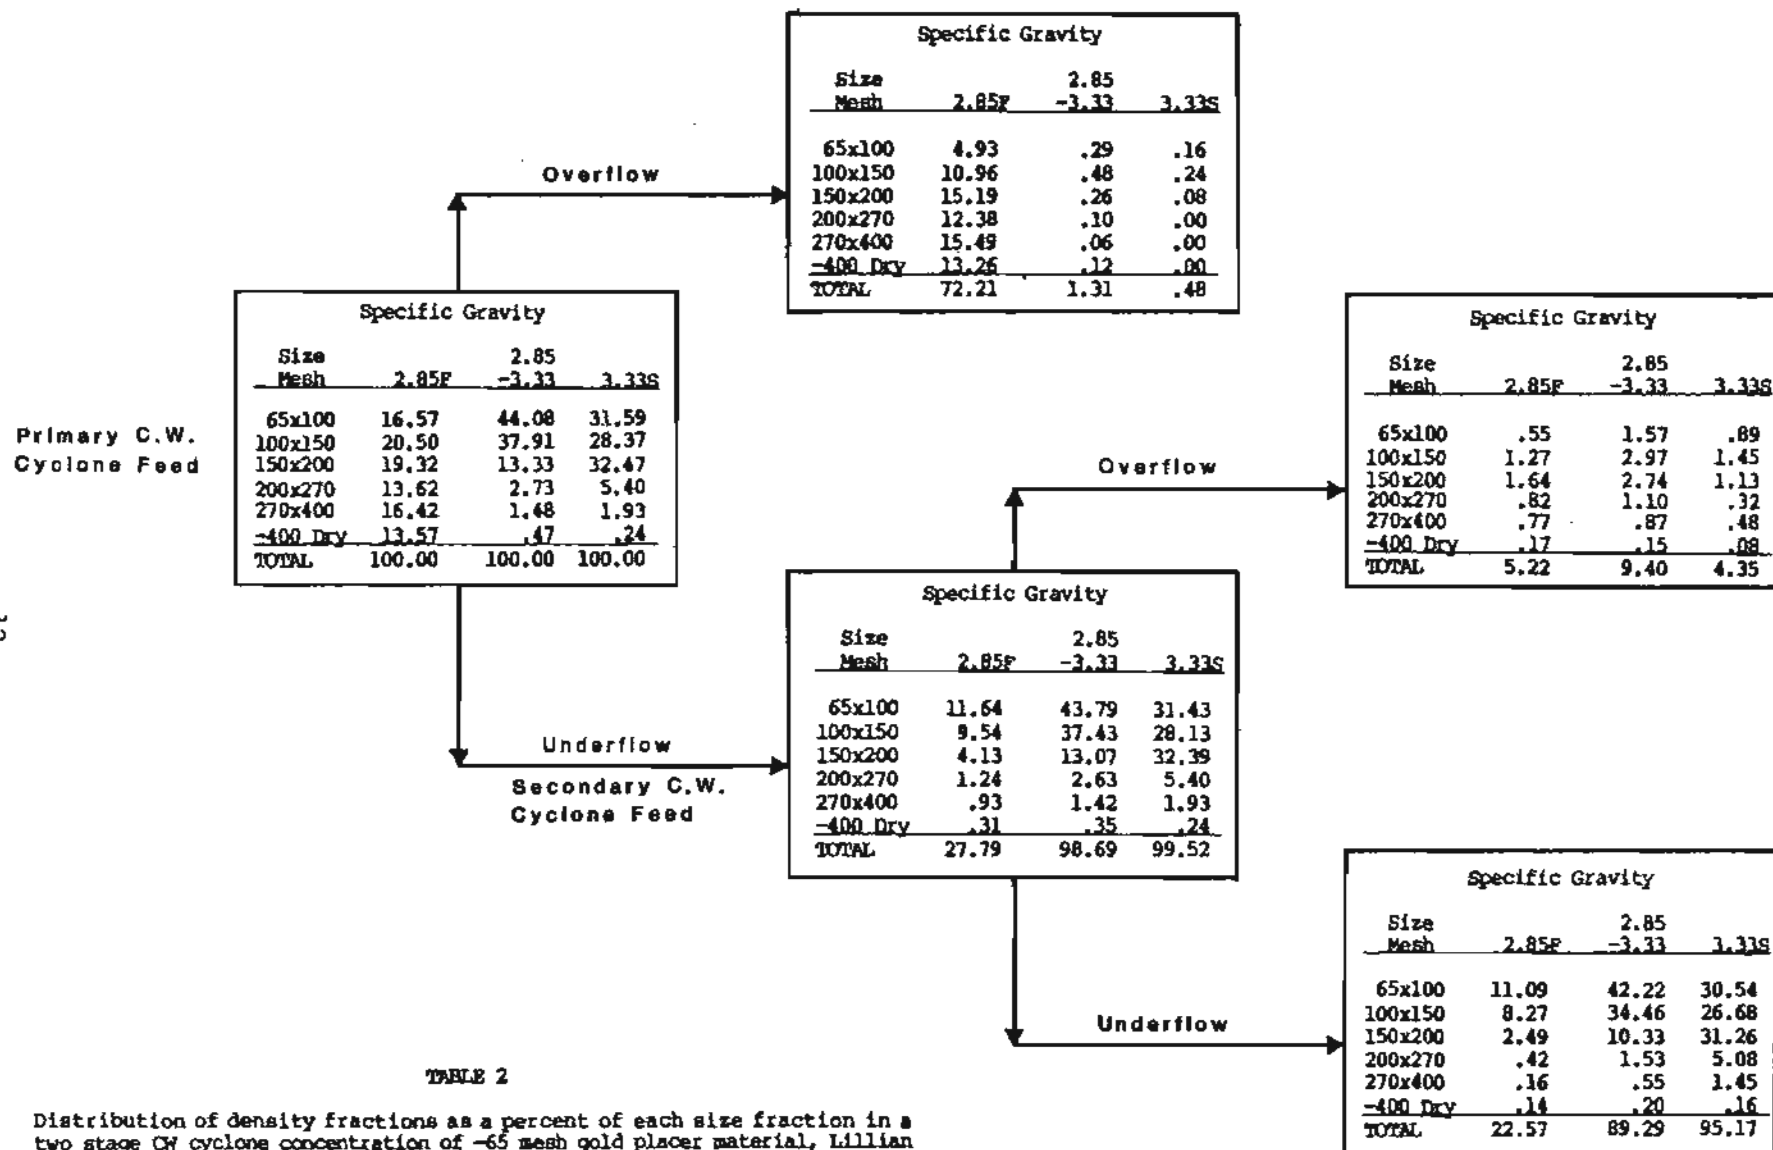 Specific Gravity
Size 2.85
Mesh 2.85F -3.33 3.33S
65x100 4.93 .29 .16
100x150 10.96 .48 .24
150x200 15.19 .26 .08
200x270 12.38 .10 .00
270x400 15.49 .06 .00
-400 Dry 13.26 .12 .00
TOTAL 72.21 1.31 .48
Overflow
Primary C.W.
Cyclone Feed
Specific Gravity
Size 2.85
Mesh 2.85F -3.33 3.33S
65x100 16.57 44.08 31.59
100x150 20.50 37.91 28.37
150x200 19.32 13.33 32.47
200x270 13.62 2.73 5.40
270x400 16.42 1.48 1.93
-400 Dry 13.57 .47 .24
TOTAL 100.00 100.00 100.00
Specific Gravity
Size 2.85
Mesh 2.85F -3.33 3.33S
65x100 .55 1.57 .89
100x150 1.27 2.97 1.45
150x200 1.64 2.74 1.13
200x270 .82 1.10 .32
270x400 .77 .87 .48
-400 Dry .17 .15 .08
TOTAL 5.22 9.40 4.35
Overflow
Underflow
Secondary C.W.
Cyclone Feed
Specific Gravity
Size 2.85
Mesh 2.85F -3.33 3.33S
65x100 11.64 43.79 31.43
100x150 9.54 37.43 28.13
150x200 4.13 13.07 32.39
200x270 1.24 2.63 5.40
270x400 .93 1.42 1.93
-400 Dry .31 .35 .24
TOTAL 27.79 98.69 99.52
Underflow
Specific Gravity
Size 2.85
Mesh 2.85F -3.33 3.33S
65x100 11.09 42.22 30.54
100x150 8.27 34.46 26.68
150x200 2.49 10.33 31.26
200x270 .42 1.53 5.08
270x400 .16 .55 1.45
-400 Dry .14 .20 .16
TOTAL 22.57 89.29 95.17
TABLE 2
Distribution of density fractions as a percent of each size fraction in a
two stage CW cyclone concentration of -65 mesh gold placer material, Lillian